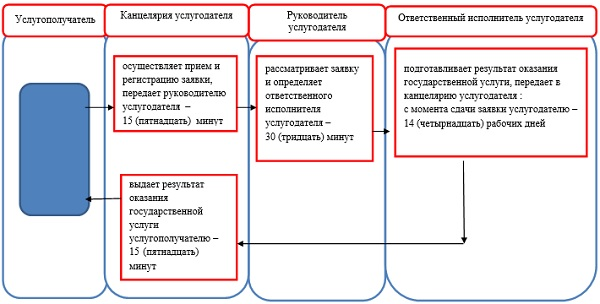 Услугополучатель
Канцелярия услугодателя
Руководитель
услугодателя
Ответственный исполнитель услугодателя
осуществляет прием и
регистрацию заявки,
передает руководителю
услугодателя –
15 (пятнадцать) минут
рассматривает заявку
и определяет
ответственного
исполнителя
услугодателя –
30 (тридцать) минут
подготавливает результат оказания
государственной услуги, передает в
канцелярию услугодателя :
с момента сдачи заявки услугодателю –
14 (четырнадцать) рабочих дней
выдает результат
оказания
государственной
услуги
услугополучателю –
15 (пятнадцать)
минут